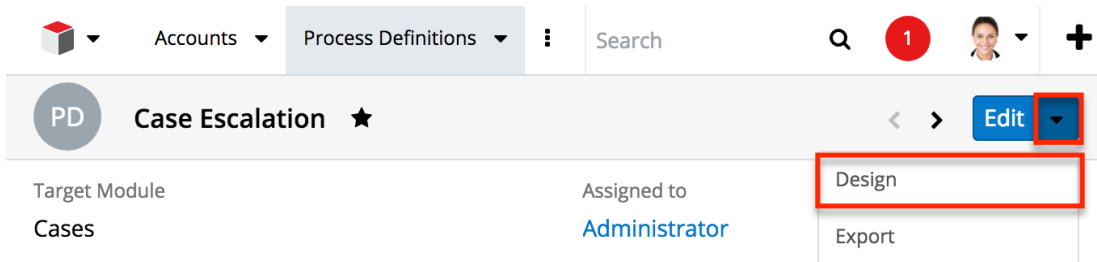 Accounts Process Definitions Search 1
PD Case Escalation Edit
Target Module Assigned to Design
Cases Administrator Export